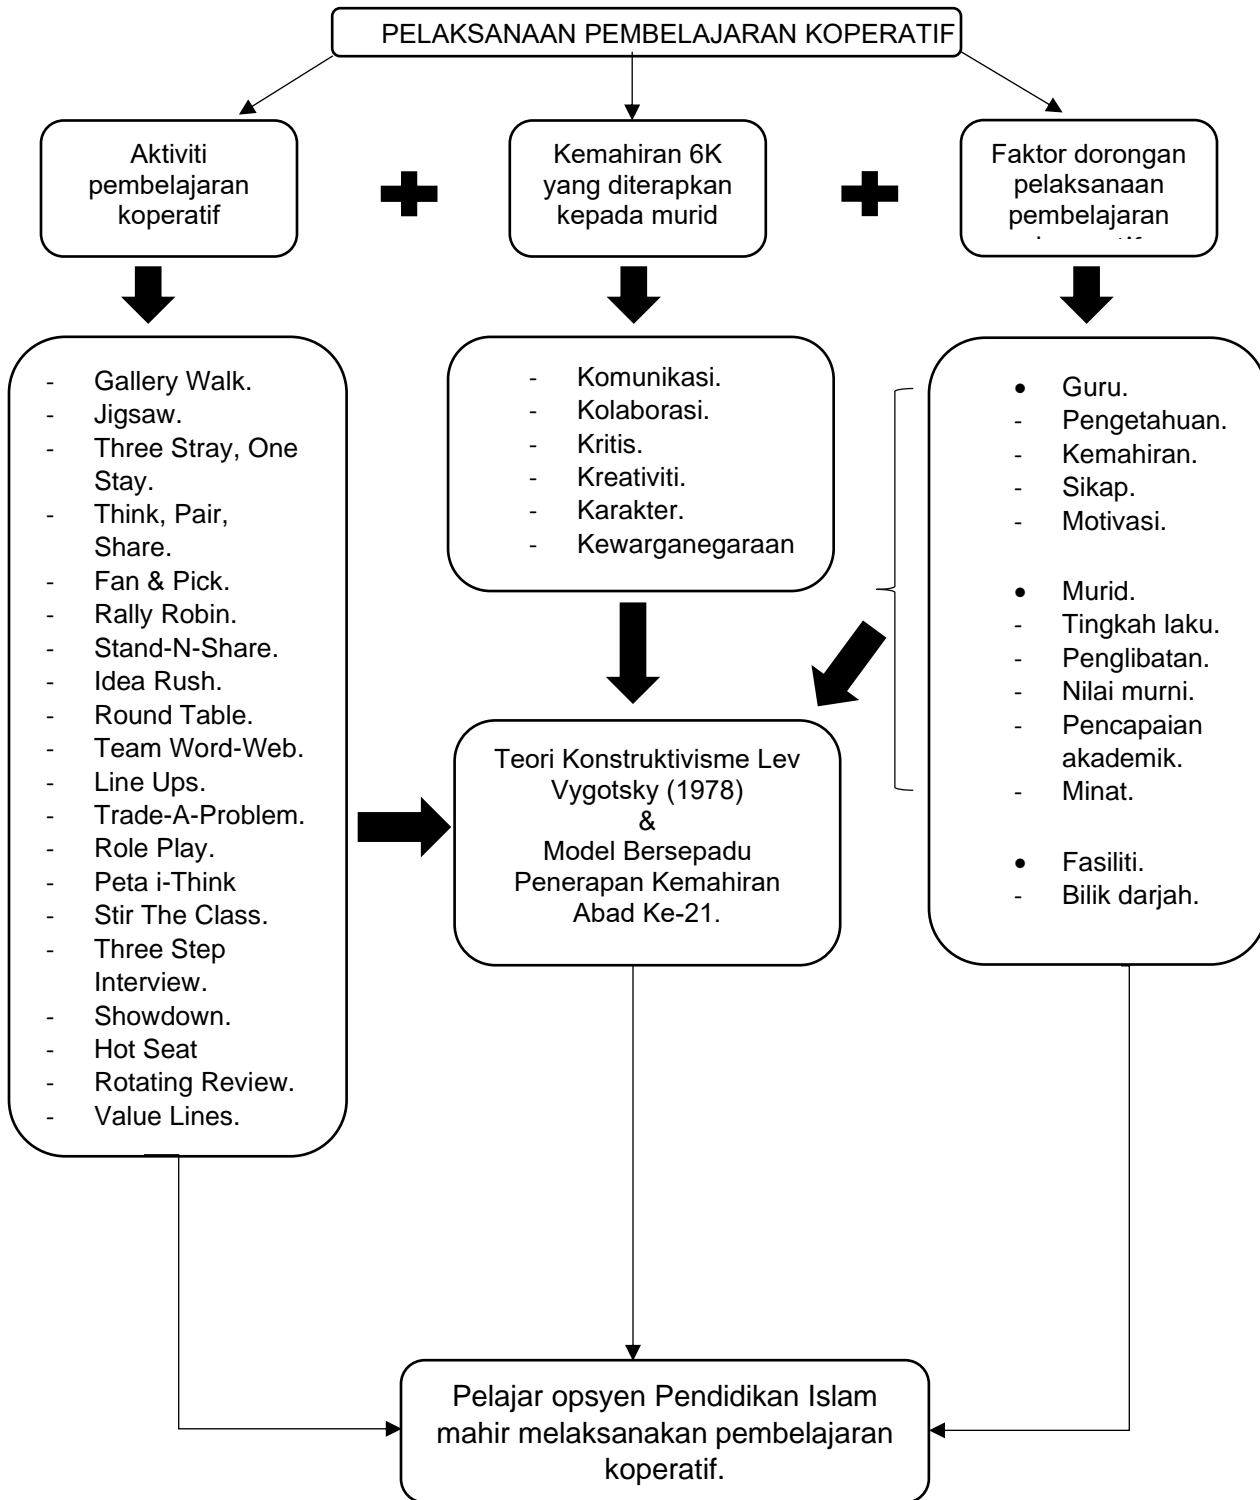 PELAKSANAAN PEMBELAJARAN KOPERATIF
Aktiviti
pembelajaran
koperatif
Kemahiran 6K
yang diterapkan
kepada murid
Faktor dorongan
pelaksanaan
pembelajaran
- Gallery Walk.
- Jigsaw.
- Three Stray, One
Stay.
- Think, Pair,
Share.
- Fan & Pick.
- Rally Robin.
- Stand-N-Share.
- Idea Rush.
- Round Table.
- Team Word-Web.
- Line Ups.
- Trade-A-Problem.
- Role Play.
- Peta i-Think
- Stir The Class.
- Three Step
Interview.
- Showdown.
- Hot Seat
- Rotating Review.
- Value Lines.
- Komunikasi.
- Kolaborasi.
- Kritis.
- Kreativiti.
- Karakter.
- Kewarganegaraan
• Guru.
- Pengetahuan.
- Kemahiran.
- Sikap.
- Motivasi.
• Murid.
- Tingkah laku.
- Penglibatan.
- Nilai murni.
- Pencapaian
akademik.
- Minat.
• Fasiliti.
- Bilik darjah.
Teori Konstruktivisme Lev
Vygotsky (1978)
&
Model Bersepadu
Penerapan Kemahiran
Abad Ke-21.
Pelajar opsyen Pendidikan Islam
mahir melaksanakan pembelajaran
koperatif.